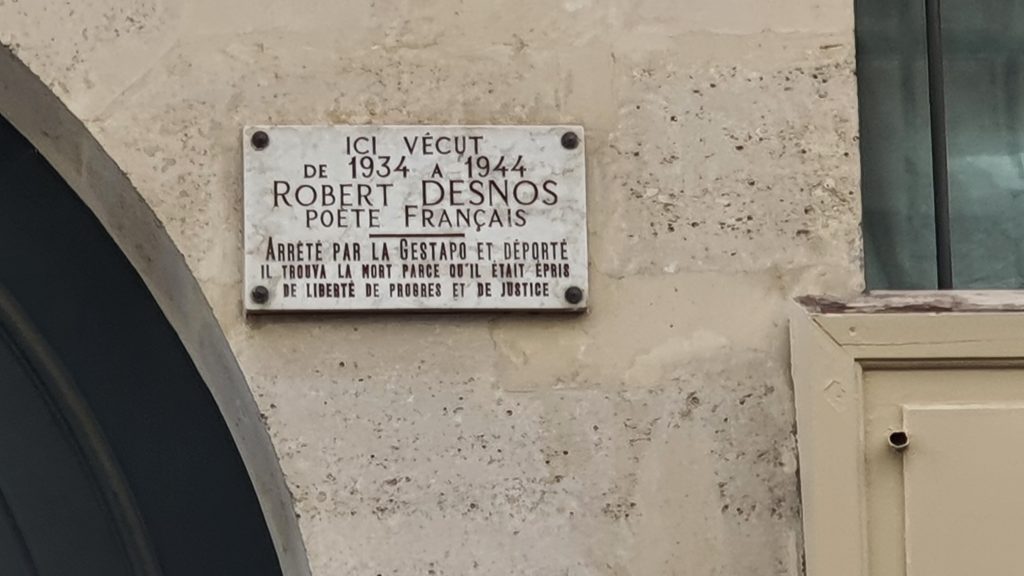 ICI VÉCUT
DE 1934 A 1944
ROBERT DESNOS
POÈTE FRANÇAIS
ARRÊTÉ PAR LA GESTAPO ET DÉPORTÉ
IL TROUVA LA MORT PARCE QU'IL ÉTAIT ÉPRIS
DE LIBERTÉ DE PROGRES ET DE JUSTICE